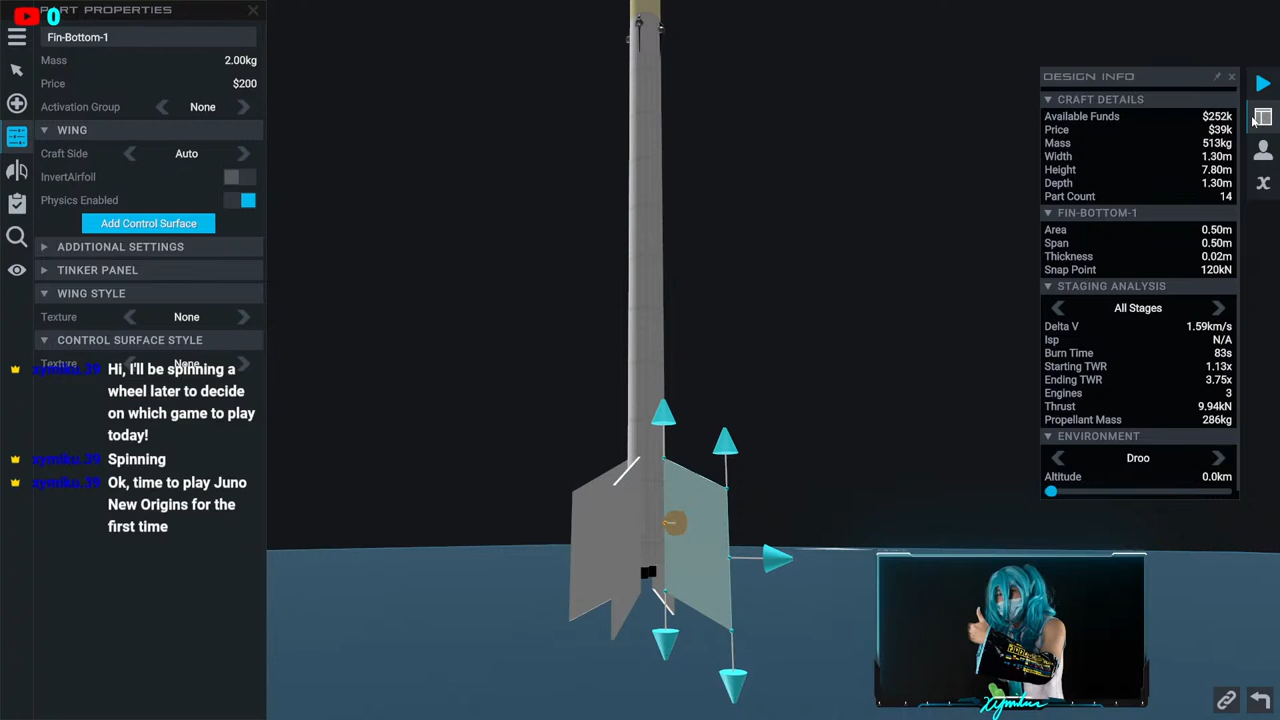 0
PART PROPERTIES
Fin-Bottom-1
Mass 2.00kg
Price $200
Activation Group None
WING
Craft Side Auto
InvertAirfoil
Physics Enabled
Add Control Surface
ADDITIONAL SETTINGS
TINKER PANEL
WING STYLE
Texture None
CONTROL SURFACE STYLE
Texture None
Hi, I'll be spinning a
wheel later to decide
on which game to play
today!
Spinning
Ok, time to play Juno
New Origins for the
first time
DESIGN INFO
CRAFT DETAILS
Available Funds $252k
Price $39k
Mass 513kg
Width 1.30m
Height 7.80m
Depth 1.30m
Part Count 14
FIN-BOTTOM-1
Area 0.50m
Span 0.50m
Thickness 0.02m
Snap Point 120kN
STAGING ANALYSIS
All Stages
Delta V 1.59km/s
Isp N/A
Burn Time 83s
Starting TWR 1.13x
Ending TWR 3.75x
Engines 3
Thrust 9.94kN
Propellant Mass 286kg
ENVIRONMENT
Droo
Altitude 0.0km